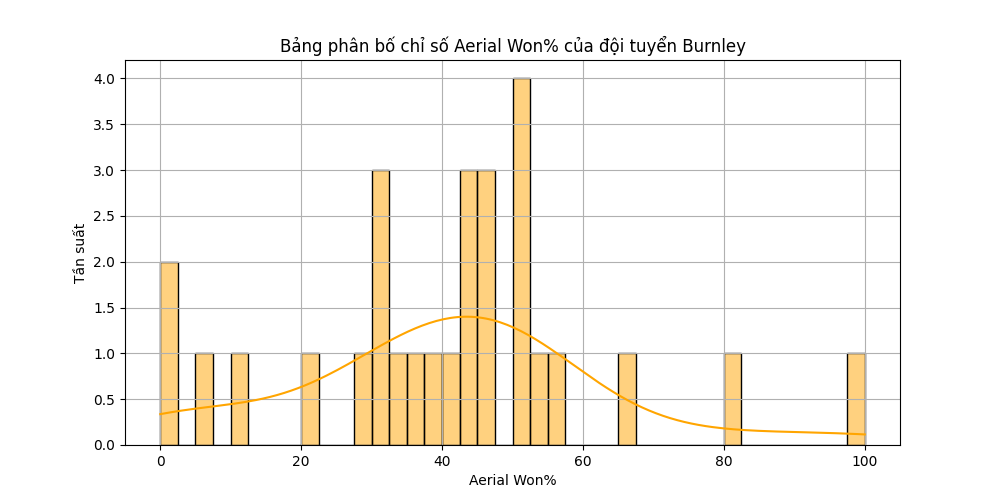 Bảng phân bố chỉ số Aerial Won% của đội tuyển Burnley
4.0
3.5
3.0
2.5
2.0
1.5
1.0
0.5
0.0
Tần suất
0 20 40 60 80 100
Aerial Won%